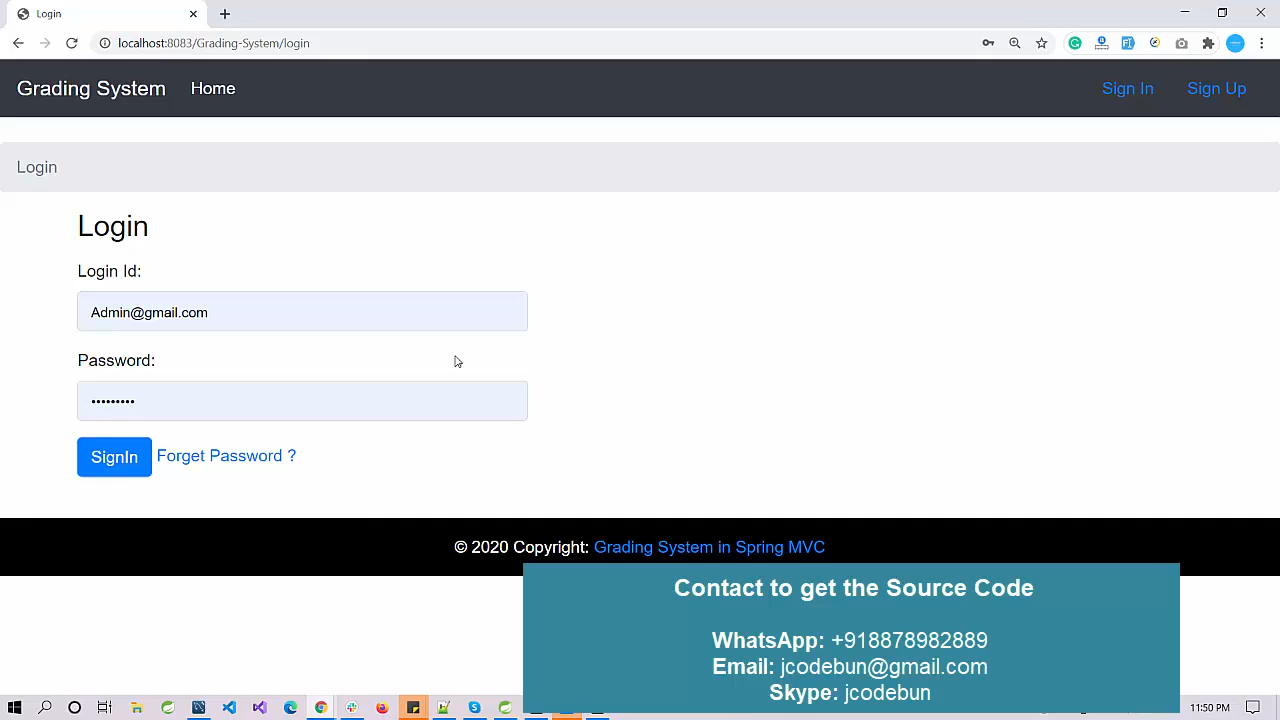 Login
localhost:8083/Grading-System/login
Grading System Home Sign In Sign Up
Login
Login
Login Id:
Admin@gmail.com
Password:
•••••••••
SignIn Forget Password ?
© 2020 Copyright: Grading System in Spring MVC
Contact to get the Source Code
WhatsApp: +918878982889
Email: jcodebun@gmail.com
Skype: jcodebun
11:50 PM